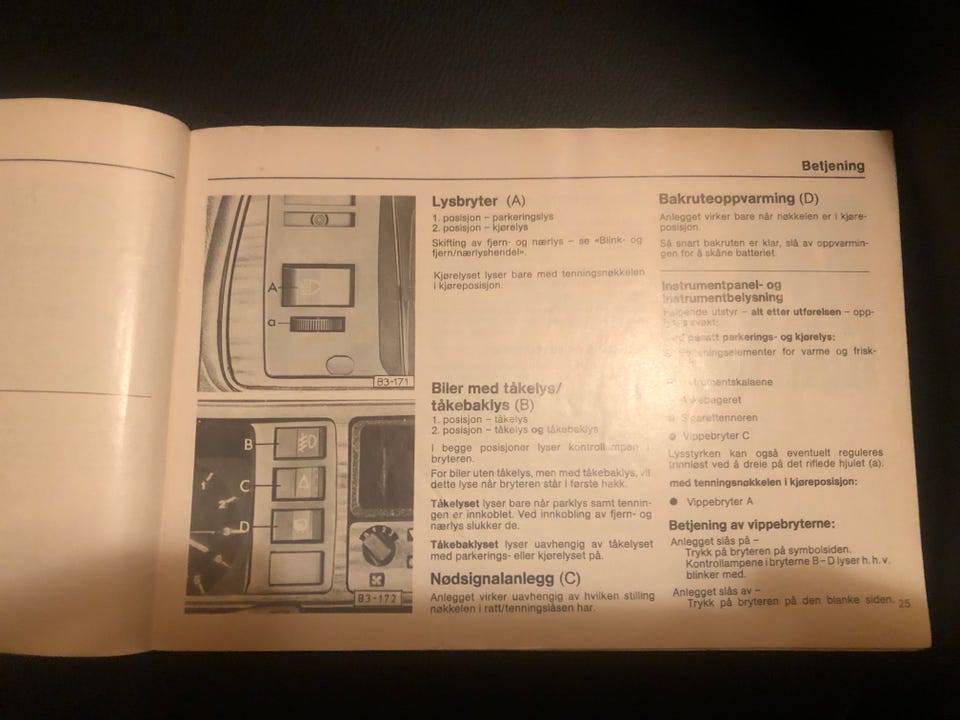 Betjening
A
a
B3-171
B
C
D
B3-172
Lysbryter (A)
1. posisjon – parkeringslys
2. posisjon – kjørelys
Skifting av fjern- og nærlys – se «Blink- og
fjern/nærlyshendel».
Kjørelyset lyser bare med tenningsnøkkelen
i kjøreposisjon.
Biler med tåkelys/
tåkebaklys (B)
1. posisjon – tåkelys
2. posisjon – tåkelys og tåkebaklys
I begge posisjoner lyser kontrollampen i
bryteren.
For biler uten tåkelys, men med tåkebaklys, vil
dette lyse når bryteren står i første hakk.
Tåkelyset lyser bare når parklys samt tennin-
gen er innkoblet. Ved innkobling av fjern- og
nærlys slukker de.
Tåkebaklyset lyser uavhengig av tåkelyset
med parkerings- eller kjørelyset på.
Nødsignalanlegg (C)
Anlegget virker uavhengig av hvilken stilling
nøkkelen i ratt/tenningslåsen har.
Bakruteoppvarming (D)
Anlegget virker bare når nøkkelen er i kjøre-
posisjon.
Så snart bakruten er klar, slå av oppvarmin-
gen for å skåne batteriet.
Instrumentpanel- og
instrumentbelysning
utstyr – alt etter utførelsen – opp-
parkerings- og kjørelys:
for varme og frisk-
Instrumentskalaene
Askebegeret
Sigarettenneren
● Vippebryter C
Lysstyrken kan også eventuelt reguleres
trinnløst ved å dreie på det riflede hjulet (a).
med tenningsnøkkelen i kjøreposisjon:
● Vippebryter A
Betjening av vippebryterne:
Anlegget slås på –
Trykk på bryteren på symbolsiden.
Kontrollampene i bryterne B–D lyser h.h.v.
blinker med.
Anlegget slås av –
Trykk på bryteren på den blanke siden.
25